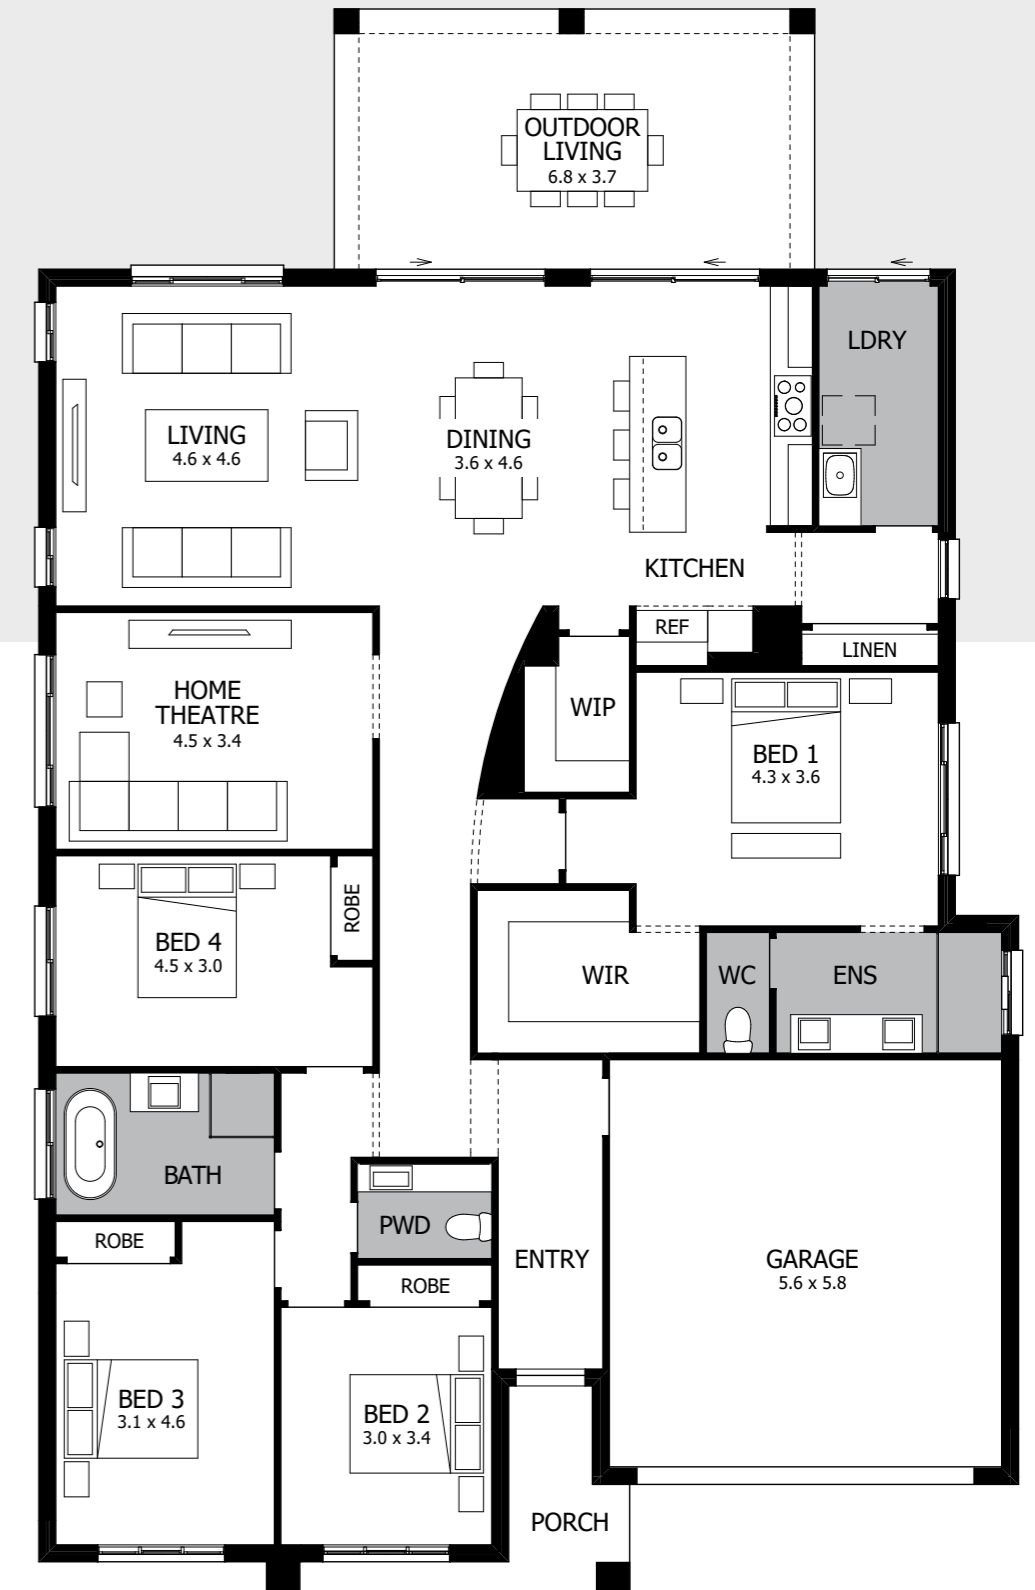 OUTDOOR
LIVING
6.8 x 3.7
LDRY
LIVING
4.6 x 4.6
DINING
3.6 x 4.6
KITCHEN
REF
LINEN
HOME
THEATRE
4.5 x 3.4
WIP
BED 1
4.3 x 3.6
ROBE
BED 4
4.5 x 3.0
WIR
WC
ENS
BATH
PWD
ROBE
ROBE
ENTRY
GARAGE
5.6 x 5.8
BED 3
3.1 x 4.6
BED 2
3.0 x 3.4
PORCH